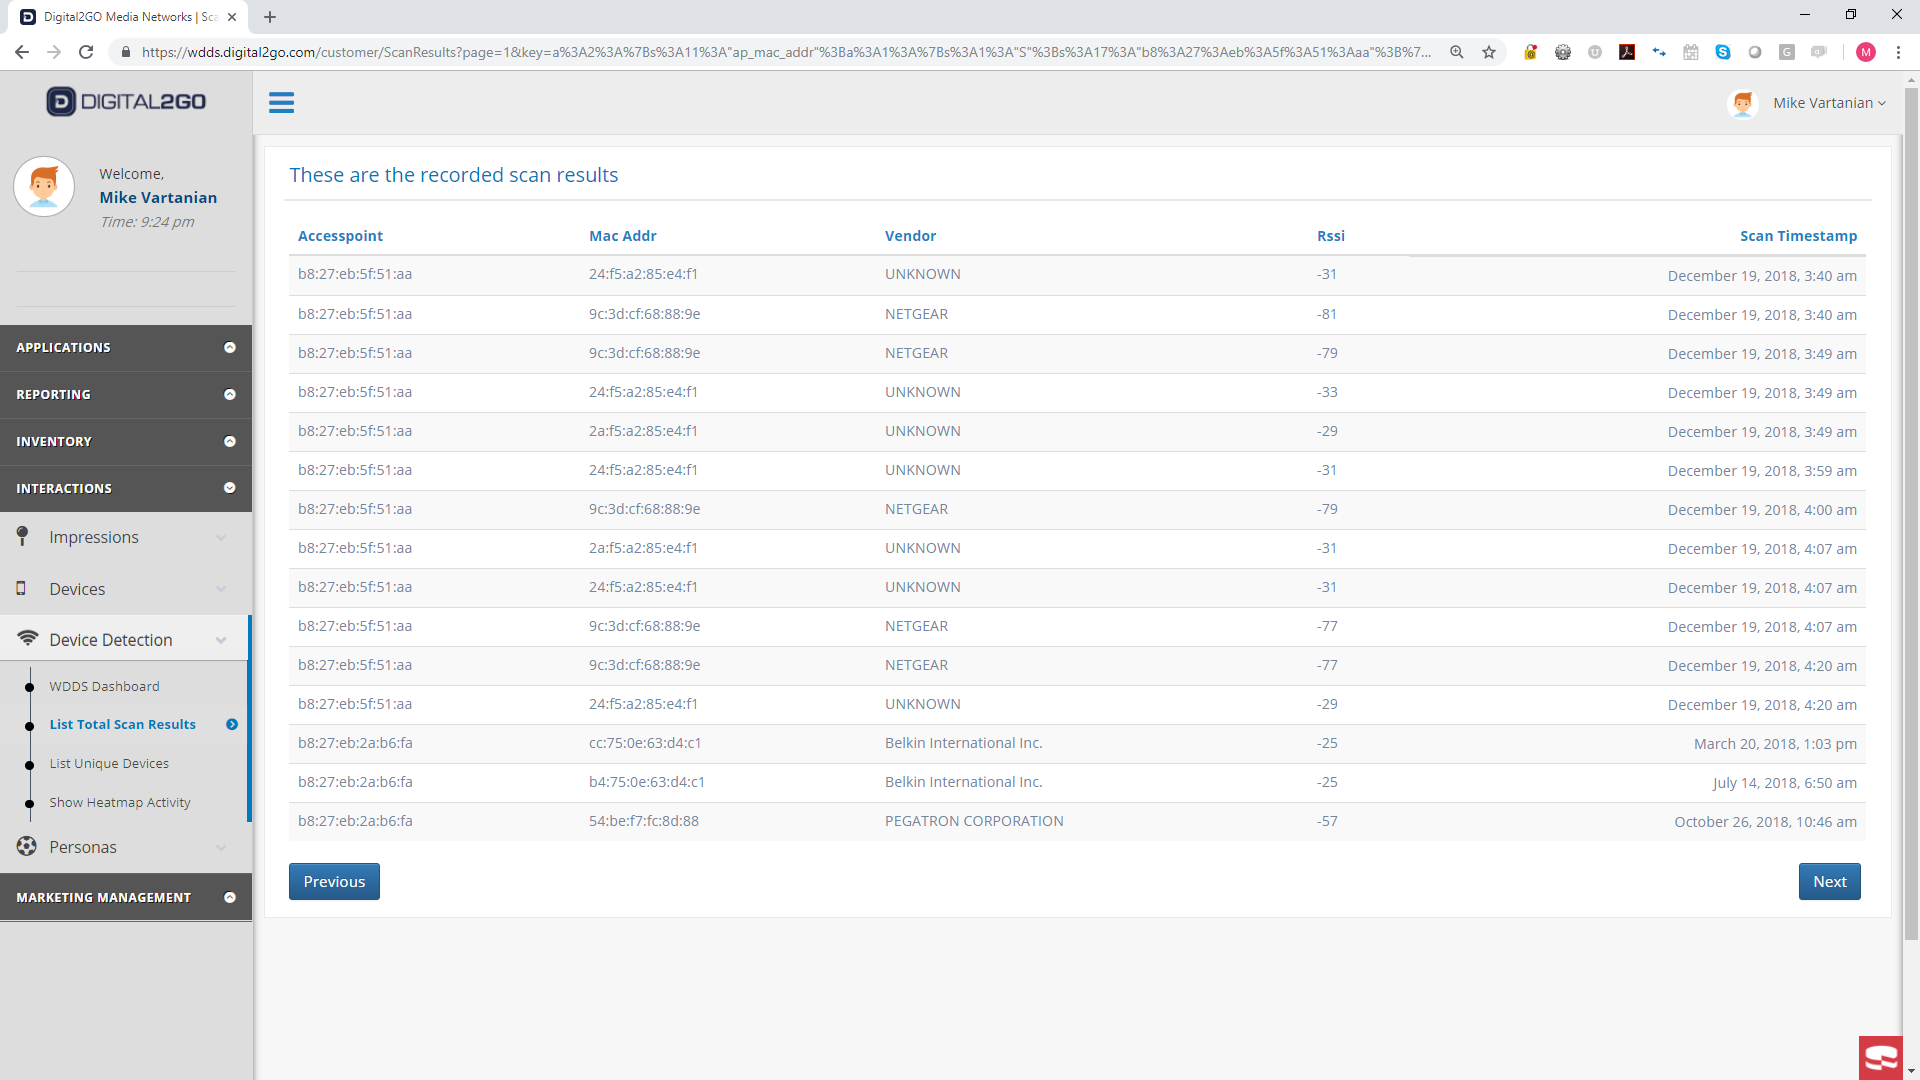 Digital2GO Media Networks | Sca
https://wdds.digital2go.com/customer/ScanResults?page=1&key=a%3A2%3A%7Bs%3A11%3A"ap_mac_addr"%3Ba%3A1%3A%7Bs%3A1%3A"S"%3Bs%3A17%3A"b8%3A27%3Aeb%3A5f%3A51%3Aaa"%3B%7...
M
DIGITAL2GO
Mike Vartanian
Welcome,
Mike Vartanian
Time: 9:24 pm
APPLICATIONS
REPORTING
INVENTORY
INTERACTIONS
Impressions
Devices
Device Detection
WDDS Dashboard
List Total Scan Results
List Unique Devices
Show Heatmap Activity
Personas
MARKETING MANAGEMENT
These are the recorded scan results
Accesspoint Mac Addr Vendor Rssi Scan Timestamp
b8:27:eb:5f:51:aa 24:f5:a2:85:e4:f1 UNKNOWN -31 December 19, 2018, 3:40 am
b8:27:eb:5f:51:aa 9c:3d:cf:68:88:9e NETGEAR -81 December 19, 2018, 3:40 am
b8:27:eb:5f:51:aa 9c:3d:cf:68:88:9e NETGEAR -79 December 19, 2018, 3:49 am
b8:27:eb:5f:51:aa 24:f5:a2:85:e4:f1 UNKNOWN -33 December 19, 2018, 3:49 am
b8:27:eb:5f:51:aa 2a:f5:a2:85:e4:f1 UNKNOWN -29 December 19, 2018, 3:49 am
b8:27:eb:5f:51:aa 24:f5:a2:85:e4:f1 UNKNOWN -31 December 19, 2018, 3:59 am
b8:27:eb:5f:51:aa 9c:3d:cf:68:88:9e NETGEAR -79 December 19, 2018, 4:00 am
b8:27:eb:5f:51:aa 2a:f5:a2:85:e4:f1 UNKNOWN -31 December 19, 2018, 4:07 am
b8:27:eb:5f:51:aa 24:f5:a2:85:e4:f1 UNKNOWN -31 December 19, 2018, 4:07 am
b8:27:eb:5f:51:aa 9c:3d:cf:68:88:9e NETGEAR -77 December 19, 2018, 4:07 am
b8:27:eb:5f:51:aa 9c:3d:cf:68:88:9e NETGEAR -77 December 19, 2018, 4:20 am
b8:27:eb:5f:51:aa 24:f5:a2:85:e4:f1 UNKNOWN -29 December 19, 2018, 4:20 am
b8:27:eb:2a:b6:fa cc:75:0e:63:d4:c1 Belkin International Inc. -25 March 20, 2018, 1:03 pm
b8:27:eb:2a:b6:fa b4:75:0e:63:d4:c1 Belkin International Inc. -25 July 14, 2018, 6:50 am
b8:27:eb:2a:b6:fa 54:be:f7:fc:8d:88 PEGATRON CORPORATION -57 October 26, 2018, 10:46 am
Previous Next